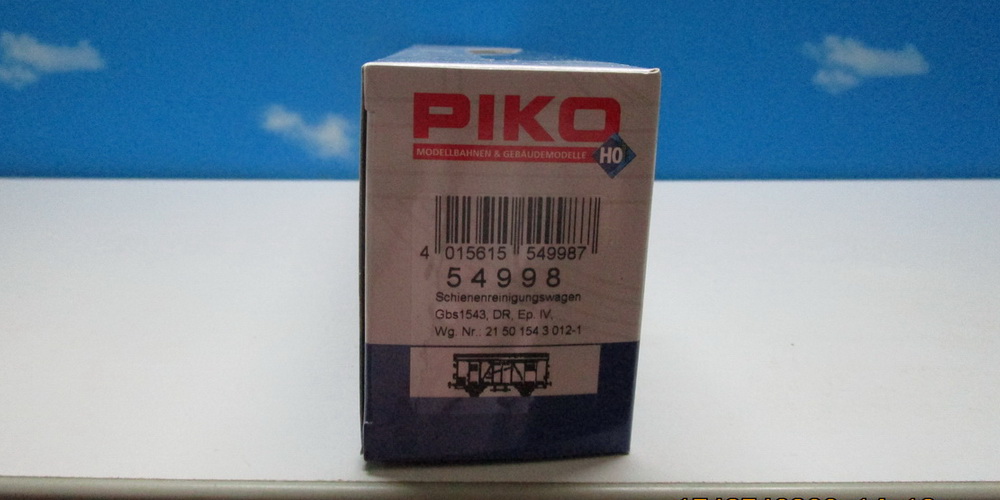 PIKO
MODELLBAHNEN & GEBÄUDEMODELLE
H0
4 015615 549987
54998
Schienenreinigungswagen
Gbs1543, DR, Ep. IV,
Wg. Nr.: 21 50 154 3 012-1